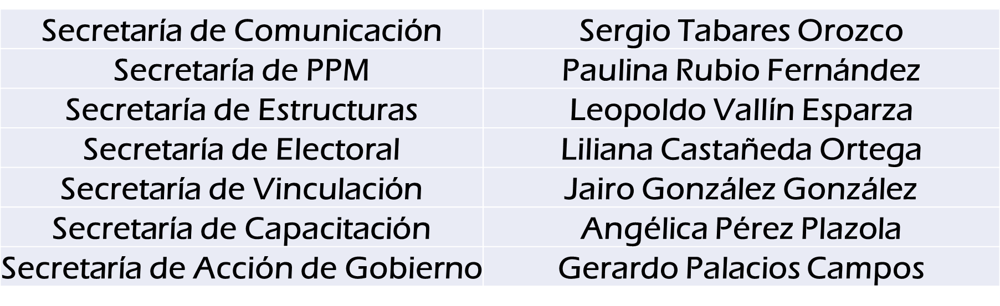 Secretaría de Comunicación Sergio Tabares Orozco
Secretaría de PPM Paulina Rubio Fernández
Secretaría de Estructuras Leopoldo Vallín Esparza
Secretaría de Electoral Liliana Castañeda Ortega
Secretaría de Vinculación Jairo González González
Secretaría de Capacitación Angélica Pérez Plazola
Secretaría de Acción de Gobierno Gerardo Palacios Campos